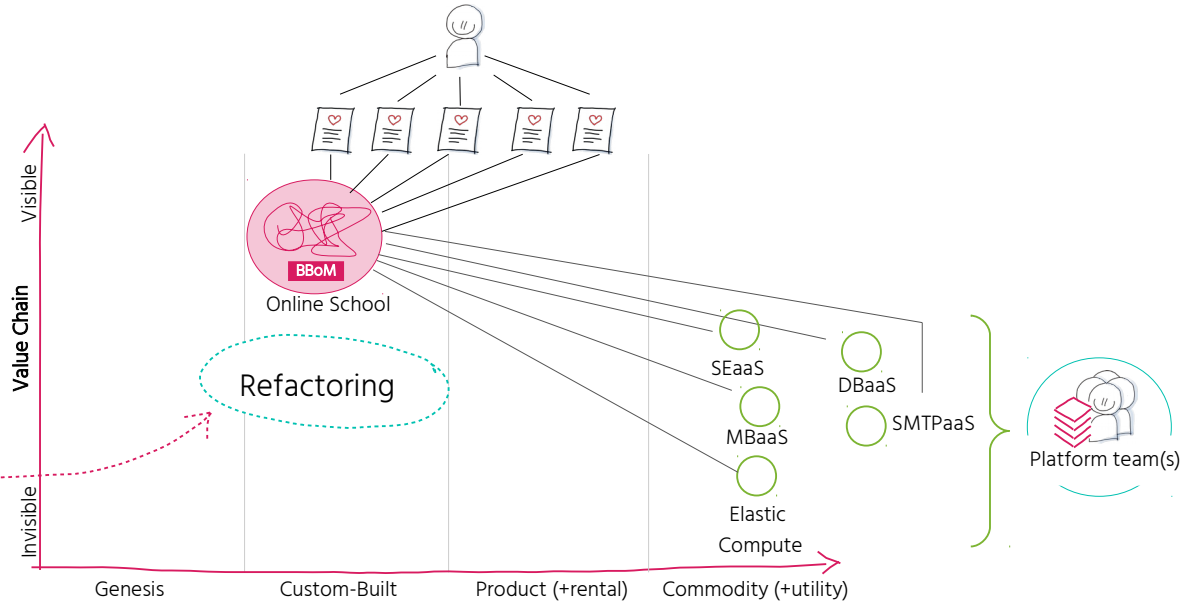 Visible
Value Chain
Invisible
BBoM
Online School
Refactoring
SEaaS
DBaaS
MBaaS
SMTPaaS
Elastic
Compute
Platform team(s)
Genesis
Custom-Built
Product (+rental)
Commodity (+utility)